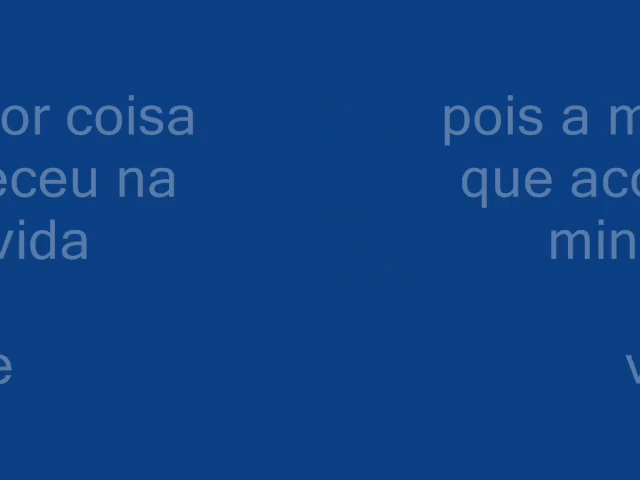 or coisa pois a m
eceu na que aco
vida min
e v